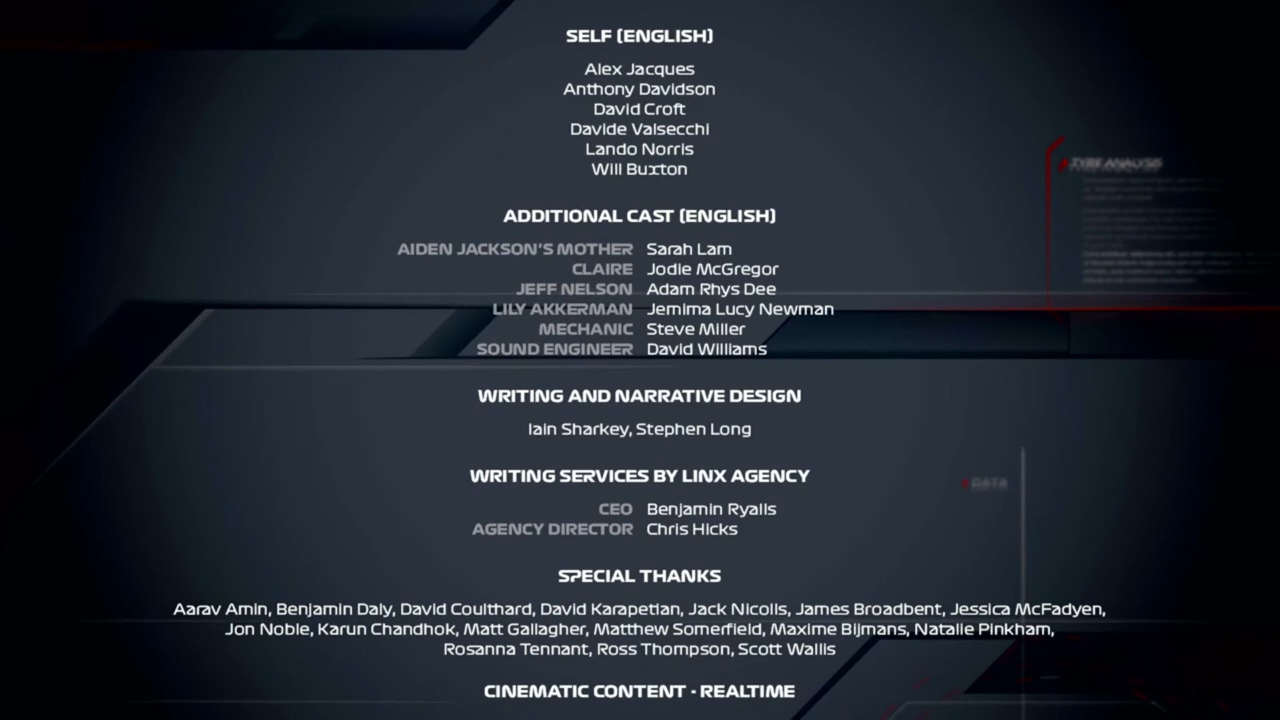 SELF (ENGLISH)
Alex Jacques
Anthony Davidson
David Croft
Davide Valsecchi
Lando Norris
Will Buxton
ADDITIONAL CAST (ENGLISH)
AIDEN JACKSON'S MOTHER Sarah Lam
CLAIRE Jodie McGregor
JEFF NELSON Adam Rhys Dee
LILY AKKERMAN Jemima Lucy Newman
MECHANIC Steve Miller
SOUND ENGINEER David Williams
WRITING AND NARRATIVE DESIGN
Iain Sharkey, Stephen Long
WRITING SERVICES BY LINX AGENCY
CEO Benjamin Ryalls
AGENCY DIRECTOR Chris Hicks
SPECIAL THANKS
Aarav Amin, Benjamin Daly, David Coulthard, David Karapetian, Jack Nicolls, James Broadbent, Jessica McFadyen,
Jon Noble, Karun Chandhok, Matt Gallagher, Matthew Somerfield, Maxime Bijmans, Natalie Pinkham,
Rosanna Tennant, Ross Thompson, Scott Wallis
CINEMATIC CONTENT - REALTIME
TYRE ANALYSIS
DATA